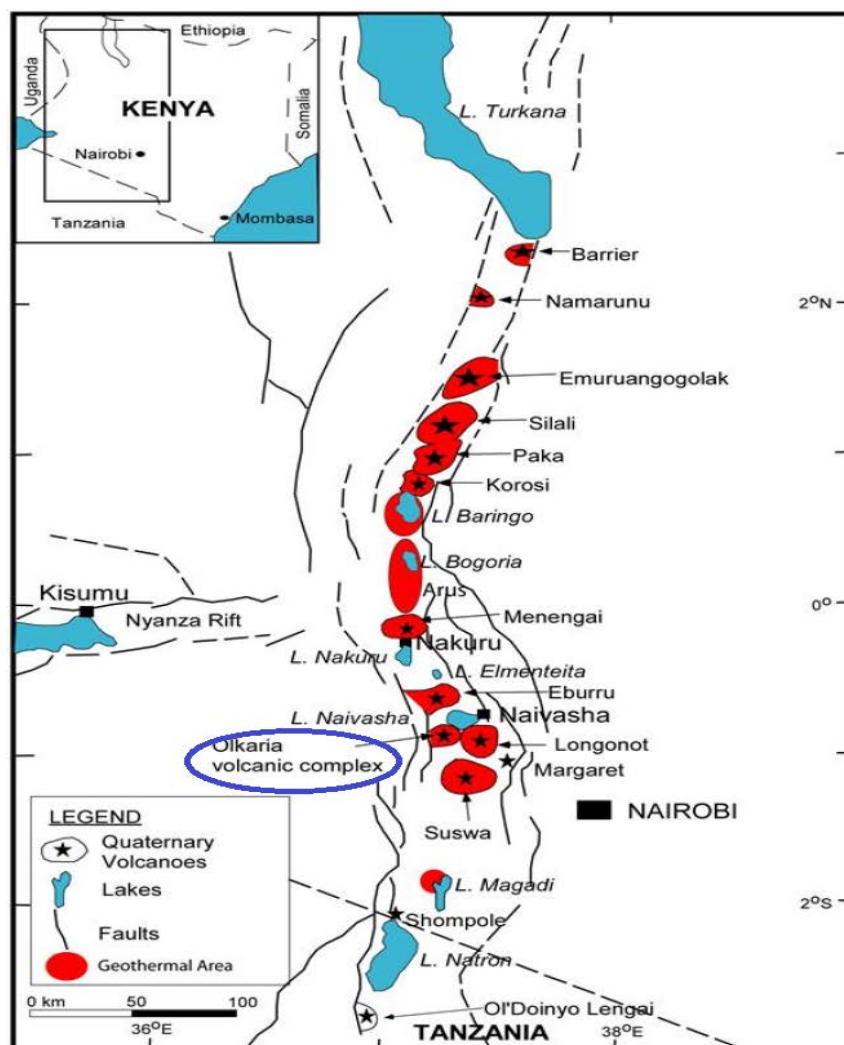 Ethiopia
Uganda
KENYA
Somalia
Nairobi
Tanzania
Mombasa
L. Turkana
Barrier
Namarunu
2°N
Emuruangogolak
Silali
Paka
Korosi
L. Baringo
L. Bogoria
Arus
Kisumu
Nyanza Rift
0°
Menengai
Nakuru
L. Nakuru
L. Elmenteita
Eburru
L. Naivasha
Naivasha
Olkaria
volcanic complex
Longonot
Margaret
Suswa
NAIROBI
LEGEND
Quaternary
Volcanoes
Lakes
Faults
Geothermal Area
0 km 50 100
L. Magadi
2°S
Shompole
L. Natron
Ol'Doinyo Lengai
36°E
TANZANIA
38°E